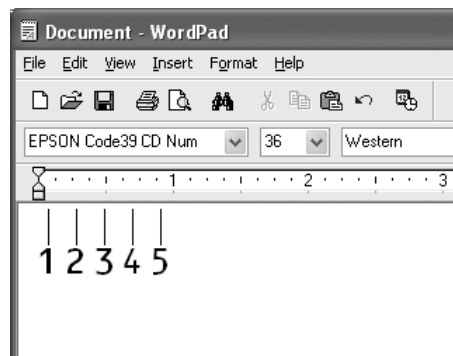 Document - WordPad
File Edit View Insert Format Help
EPSON Code39 CD Num 36 Western
1 2 3
1 2 3 4 5